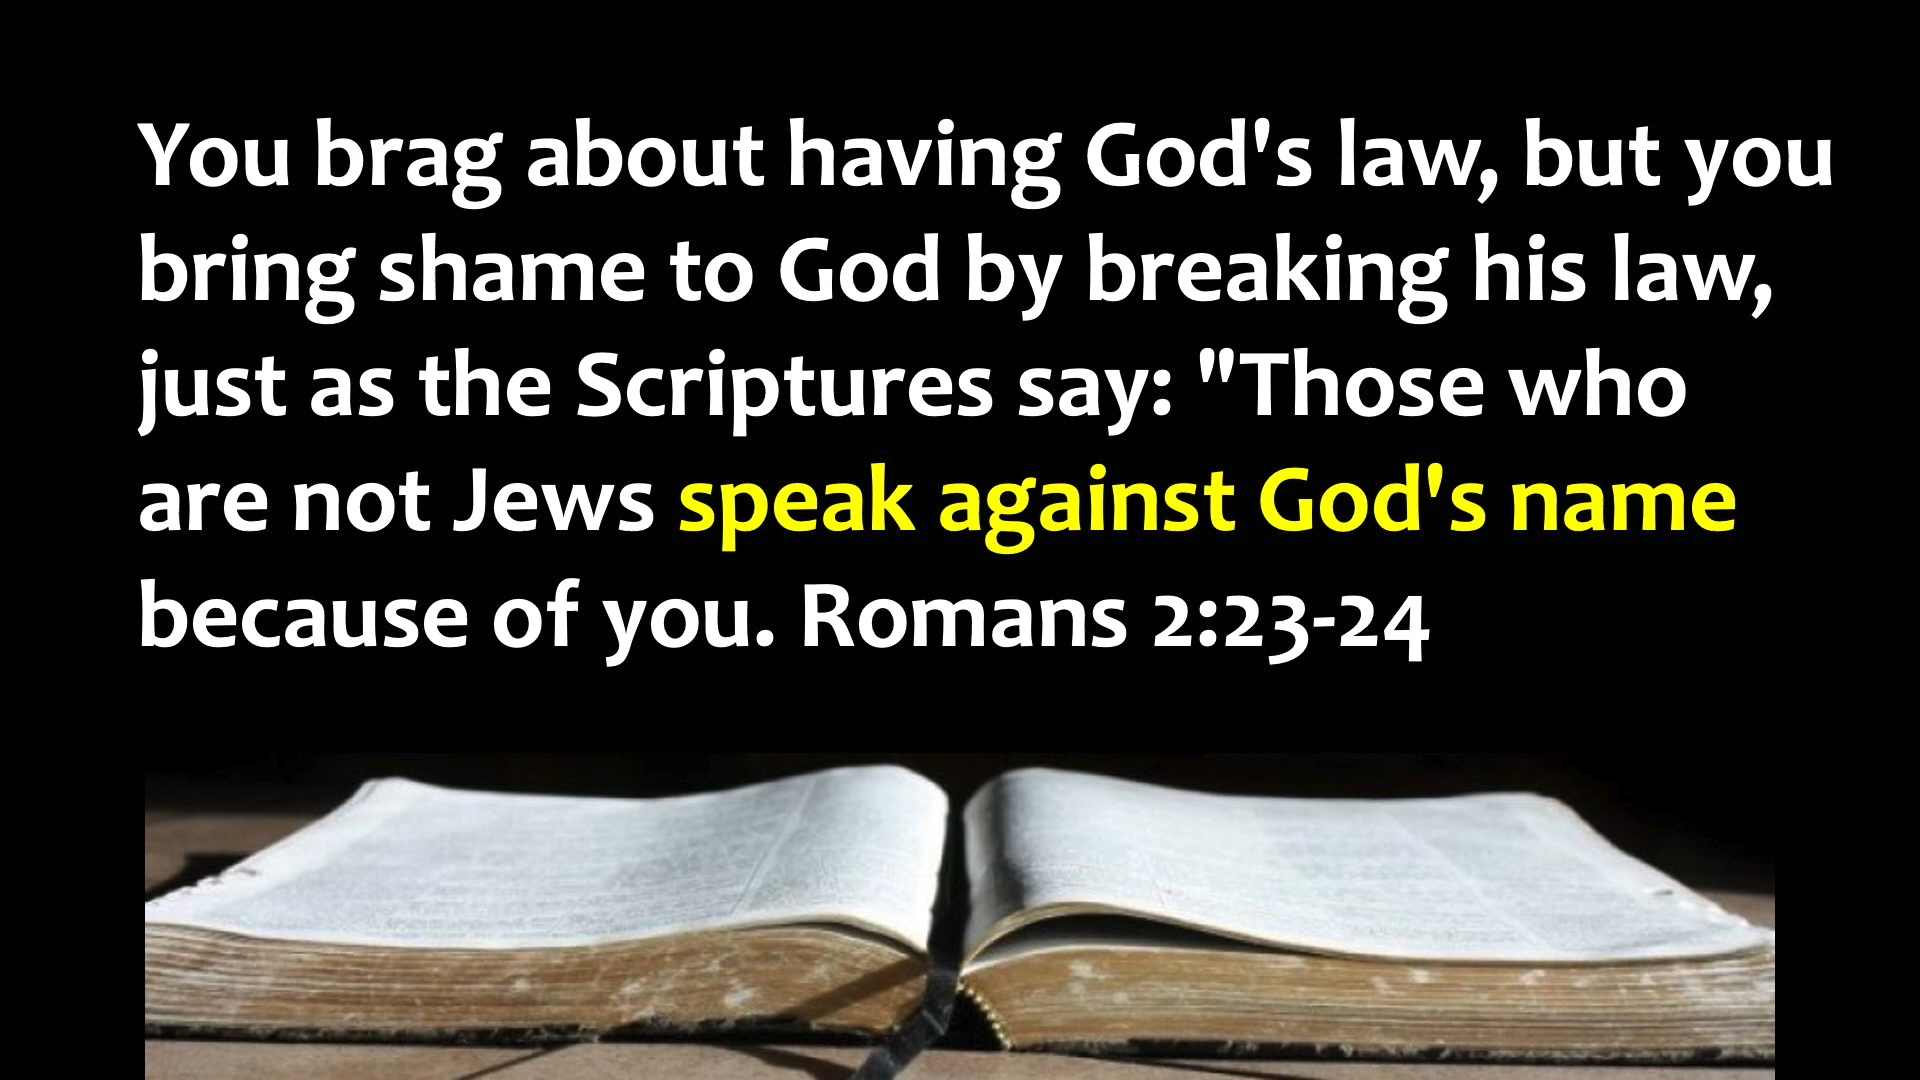 You brag about having God's law, but you
bring shame to God by breaking his law,
just as the Scriptures say: "Those who
are not Jews speak against God's name
because of you. Romans 2:23-24